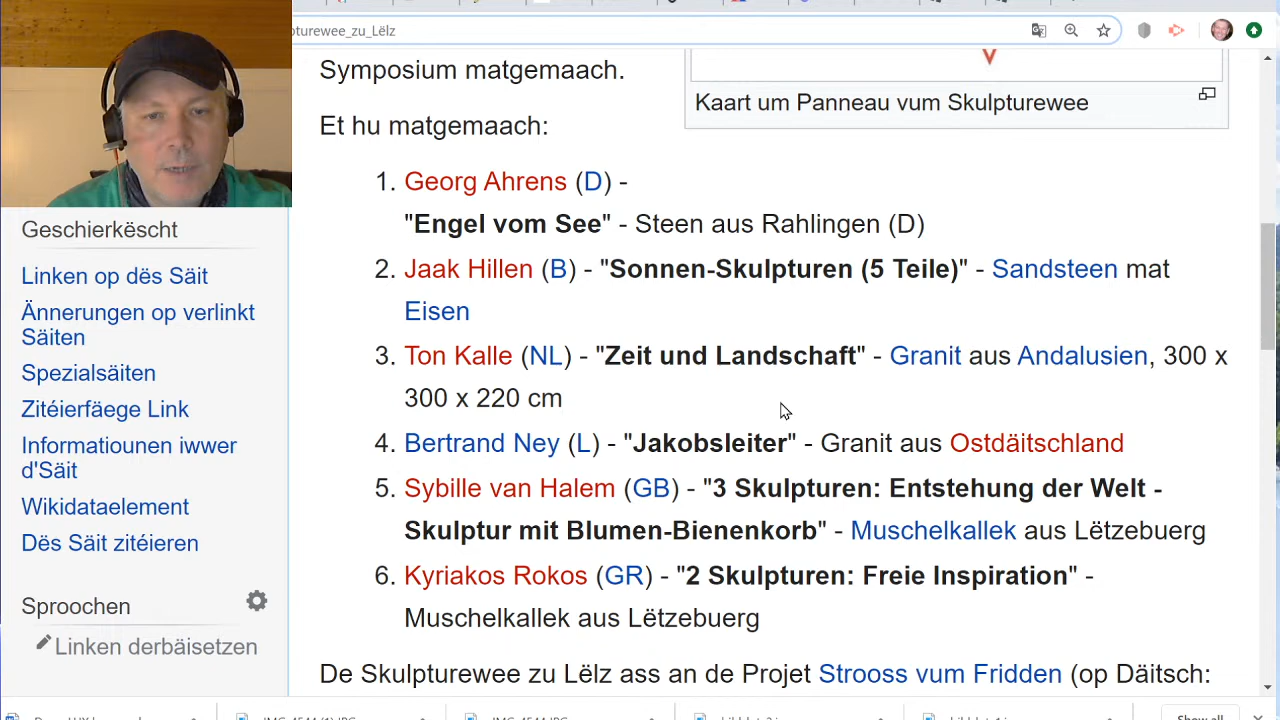 pturewee_zu_Lëlz
Symposium matgemaach.
Kaart um Panneau vum Skulpturewee
Et hu matgemaach:
1. Georg Ahrens (D) -
"Engel vom See" - Steen aus Rahlingen (D)
2. Jaak Hillen (B) - "Sonnen-Skulpturen (5 Teile)" - Sandsteen mat
Eisen
3. Ton Kalle (NL) - "Zeit und Landschaft" - Granit aus Andalusien, 300 x
300 x 220 cm
4. Bertrand Ney (L) - "Jakobsleiter" - Granit aus Ostdäitschland
5. Sybille van Halem (GB) - "3 Skulpturen: Entstehung der Welt -
Skulptur mit Blumen-Bienenkorb" - Muschelkallek aus Lëtzebuerg
6. Kyriakos Rokos (GR) - "2 Skulpturen: Freie Inspiration" -
Muschelkallek aus Lëtzebuerg
De Skulpturewee zu Lëlz ass an de Projet Strooss vum Fridden (op Däitsch:
Geschierkëscht
Linken op dës Säit
Ännerungen op verlinkt
Säiten
Spezialsäiten
Zitéierfäege Link
Informatiounen iwwer
d'Säit
Wikidataelement
Dës Säit zitéieren
Sproochen
Linken derbäisetzen
Show all